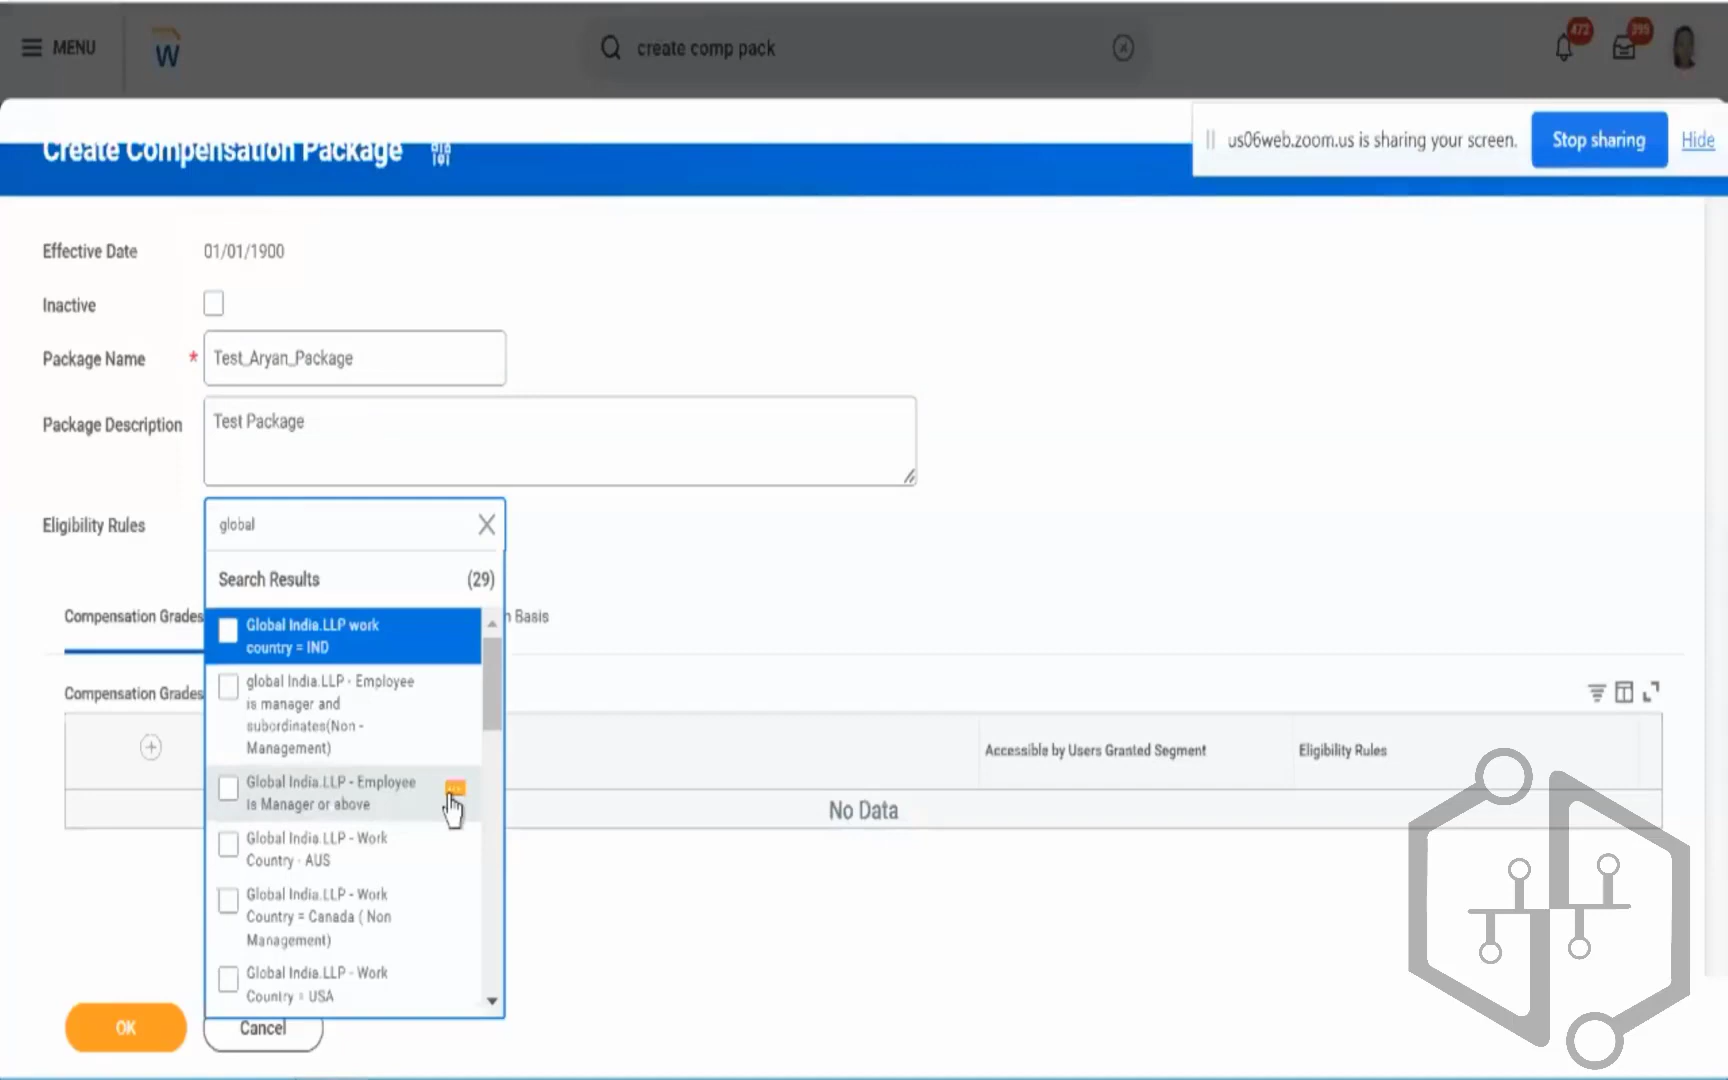 MENU
W
create comp pack
472
395
Create Compensation Package
us06web.zoom.us is sharing your screen.
Stop sharing
Hide
Effective Date
01/01/1900
Inactive
Package Name
*
Test_Aryan_Package
Package Description
Test Package
Eligibility Rules
global
Search Results
(29)
Compensation Grades
n Basis
Global India.LLP work
country = IND
global India.LLP - Employee
is manager and
subordinates(Non -
Management)
Compensation Grades
Accessible by Users Granted Segment
Eligibility Rules
Global India.LLP - Employee
is Manager or above
No Data
Global India.LLP - Work
Country - AUS
Global India.LLP - Work
Country = Canada ( Non
Management)
Global India.LLP - Work
Country = USA
OK
Cancel